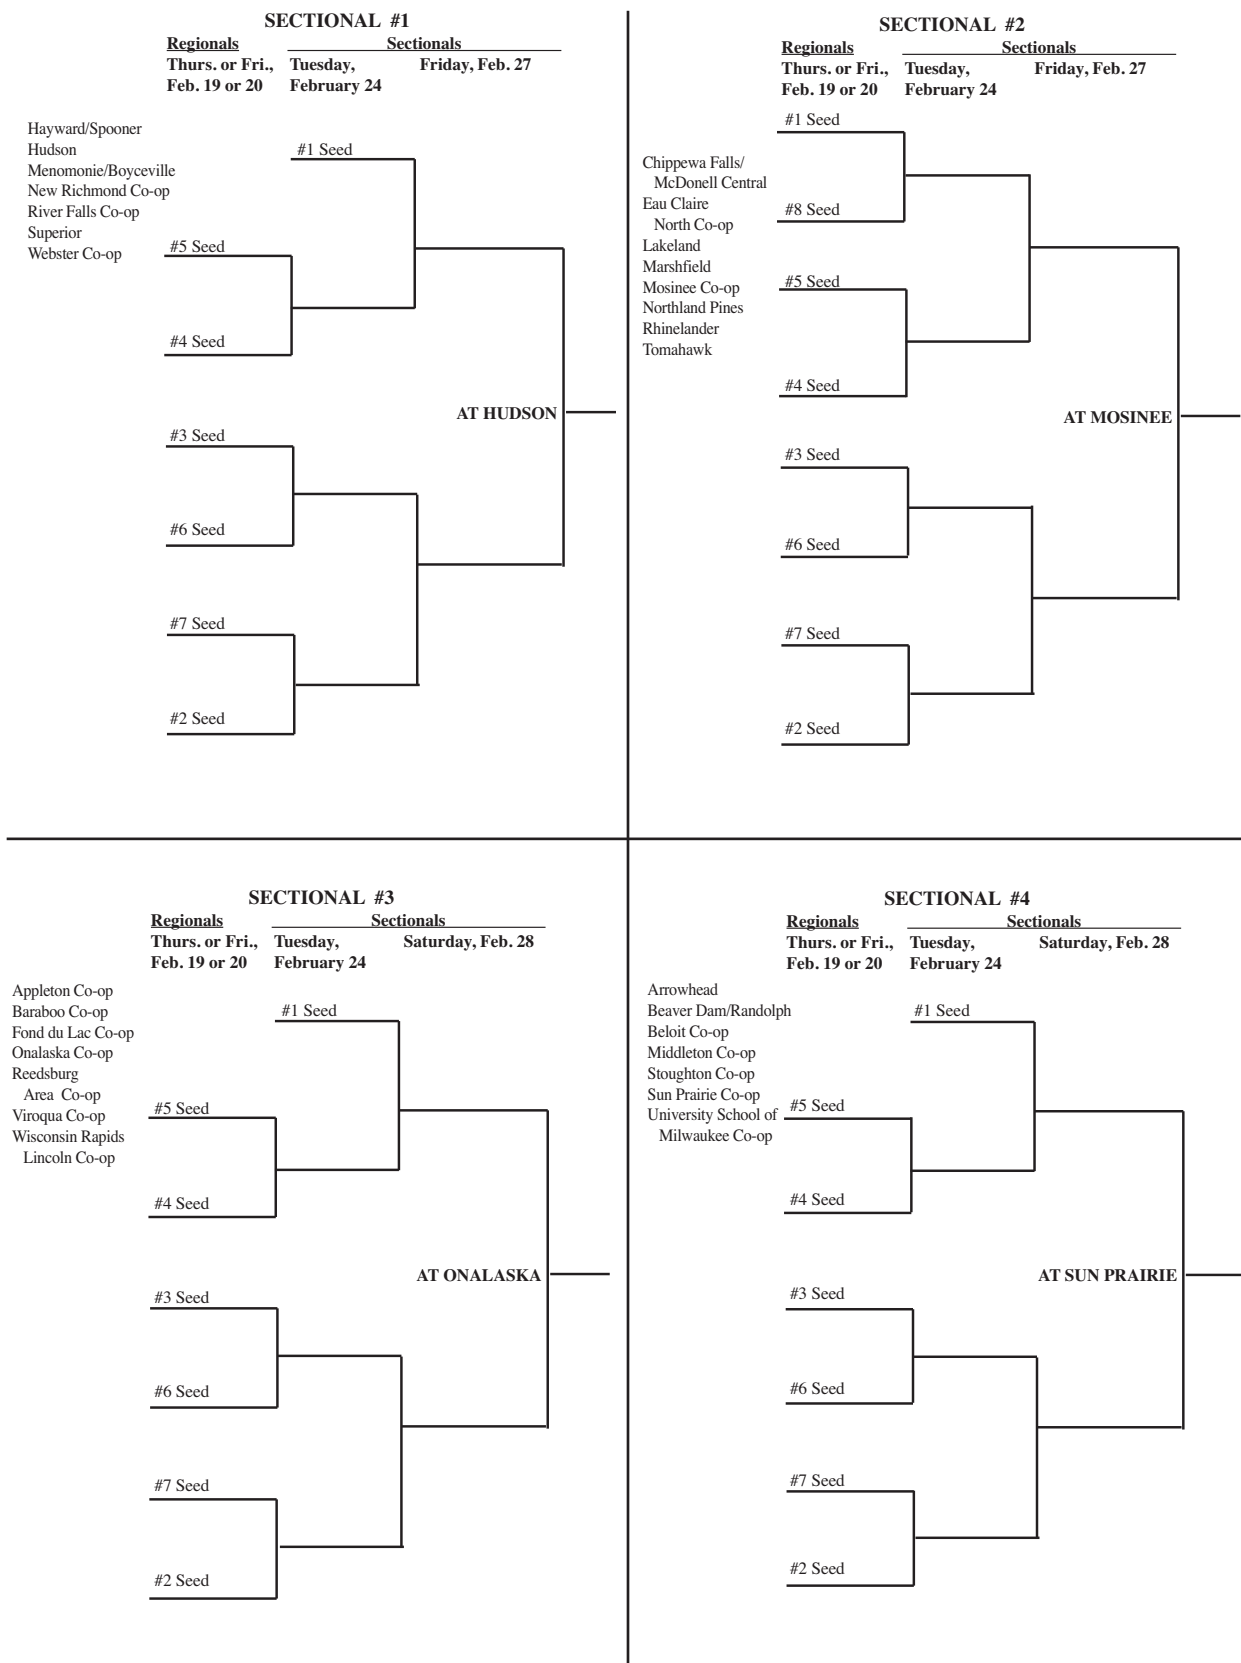 SECTIONAL #1
Regionals Sectionals
Thurs. or Fri., Tuesday, Friday, Feb. 27
Feb. 19 or 20 February 24
Hayward/Spooner
Hudson
Menomonie/Boyceville
New Richmond Co-op
River Falls Co-op
Superior
Webster Co-op
#1 Seed
#5 Seed
#4 Seed
AT HUDSON
#3 Seed
#6 Seed
#7 Seed
#2 Seed
SECTIONAL #2
Regionals Sectionals
Thurs. or Fri., Tuesday, Friday, Feb. 27
Feb. 19 or 20 February 24
#1 Seed
Chippewa Falls/
McDonell Central
Eau Claire
North Co-op
Lakeland
Marshfield
Mosinee Co-op
Northland Pines
Rhinelander
Tomahawk
#8 Seed
#5 Seed
#4 Seed
AT MOSINEE
#3 Seed
#6 Seed
#7 Seed
#2 Seed
SECTIONAL #3
Regionals Sectionals
Thurs. or Fri., Tuesday, Saturday, Feb. 28
Feb. 19 or 20 February 24
Appleton Co-op
Baraboo Co-op
Fond du Lac Co-op
Onalaska Co-op
Reedsburg
Area Co-op
Viroqua Co-op
Wisconsin Rapids
Lincoln Co-op
#1 Seed
#5 Seed
#4 Seed
AT ONALASKA
#3 Seed
#6 Seed
#7 Seed
#2 Seed
SECTIONAL #4
Regionals Sectionals
Thurs. or Fri., Tuesday, Saturday, Feb. 28
Feb. 19 or 20 February 24
Arrowhead
Beaver Dam/Randolph
Beloit Co-op
Middleton Co-op
Stoughton Co-op
Sun Prairie Co-op
University School of
Milwaukee Co-op
#1 Seed
#5 Seed
#4 Seed
AT SUN PRAIRIE
#3 Seed
#6 Seed
#7 Seed
#2 Seed